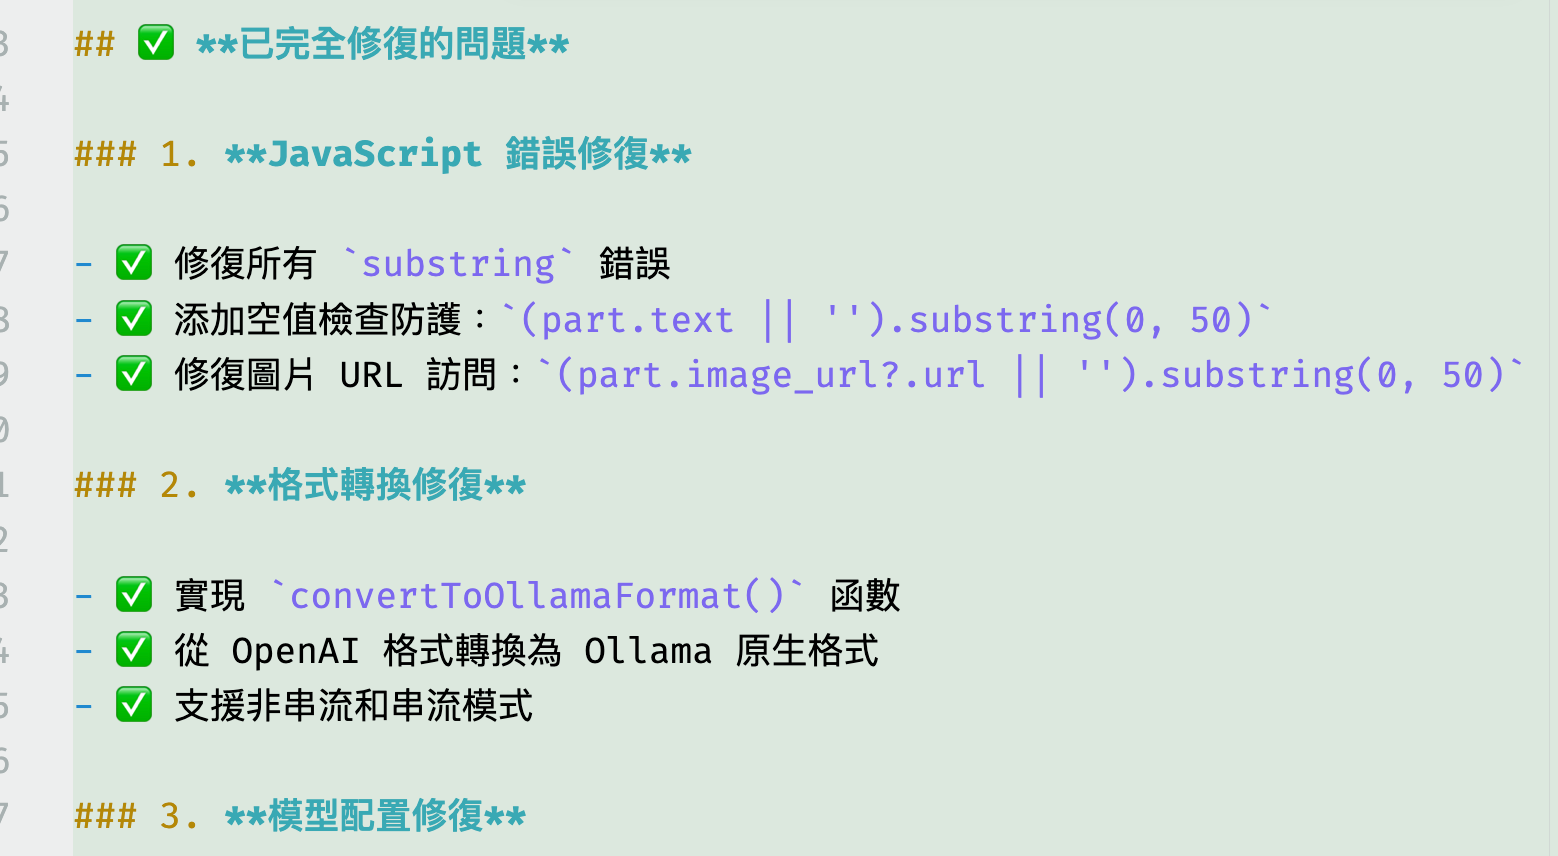 3 ## ✅ **已完全修復的問題**
4
5 ### 1. **JavaScript 錯誤修復**
6
7 - ✅ 修復所有 `substring` 錯誤
8 - ✅ 添加空值檢查防護：`(part.text || '').substring(0, 50)`
9 - ✅ 修復圖片 URL 訪問：`(part.image_url?.url || '').substring(0, 50)`
0
1 ### 2. **格式轉換修復**
2
3 - ✅ 實現 `convertToOllamaFormat()` 函數
4 - ✅ 從 OpenAI 格式轉換為 Ollama 原生格式
5 - ✅ 支援非串流和串流模式
6
7 ### 3. **模型配置修復**